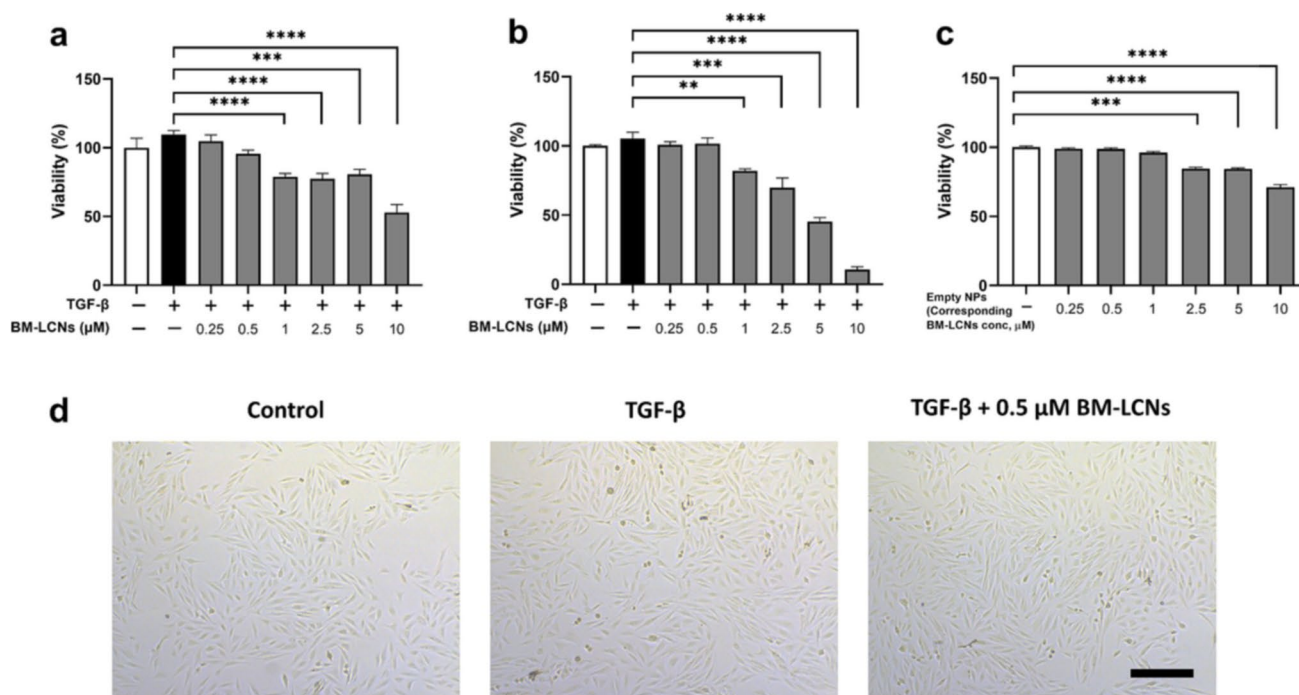 a
****
***
****
****
Viability (%)
150
100
50
0
TGF-β – + + + + + + +
BM-LCNs (μM) – – 0.25 0.5 1 2.5 5 10
b
****
****
***
**
Viability (%)
150
100
50
0
TGF-β – + + + + + + +
BM-LCNs (μM) – – 0.25 0.5 1 2.5 5 10
c
****
****
***
Viability (%)
150
100
50
0
Empty NPs
(Corresponding
BM-LCNs conc, μM)
– 0.25 0.5 1 2.5 5 10
d
Control
TGF-β
TGF-β + 0.5 μM BM-LCNs